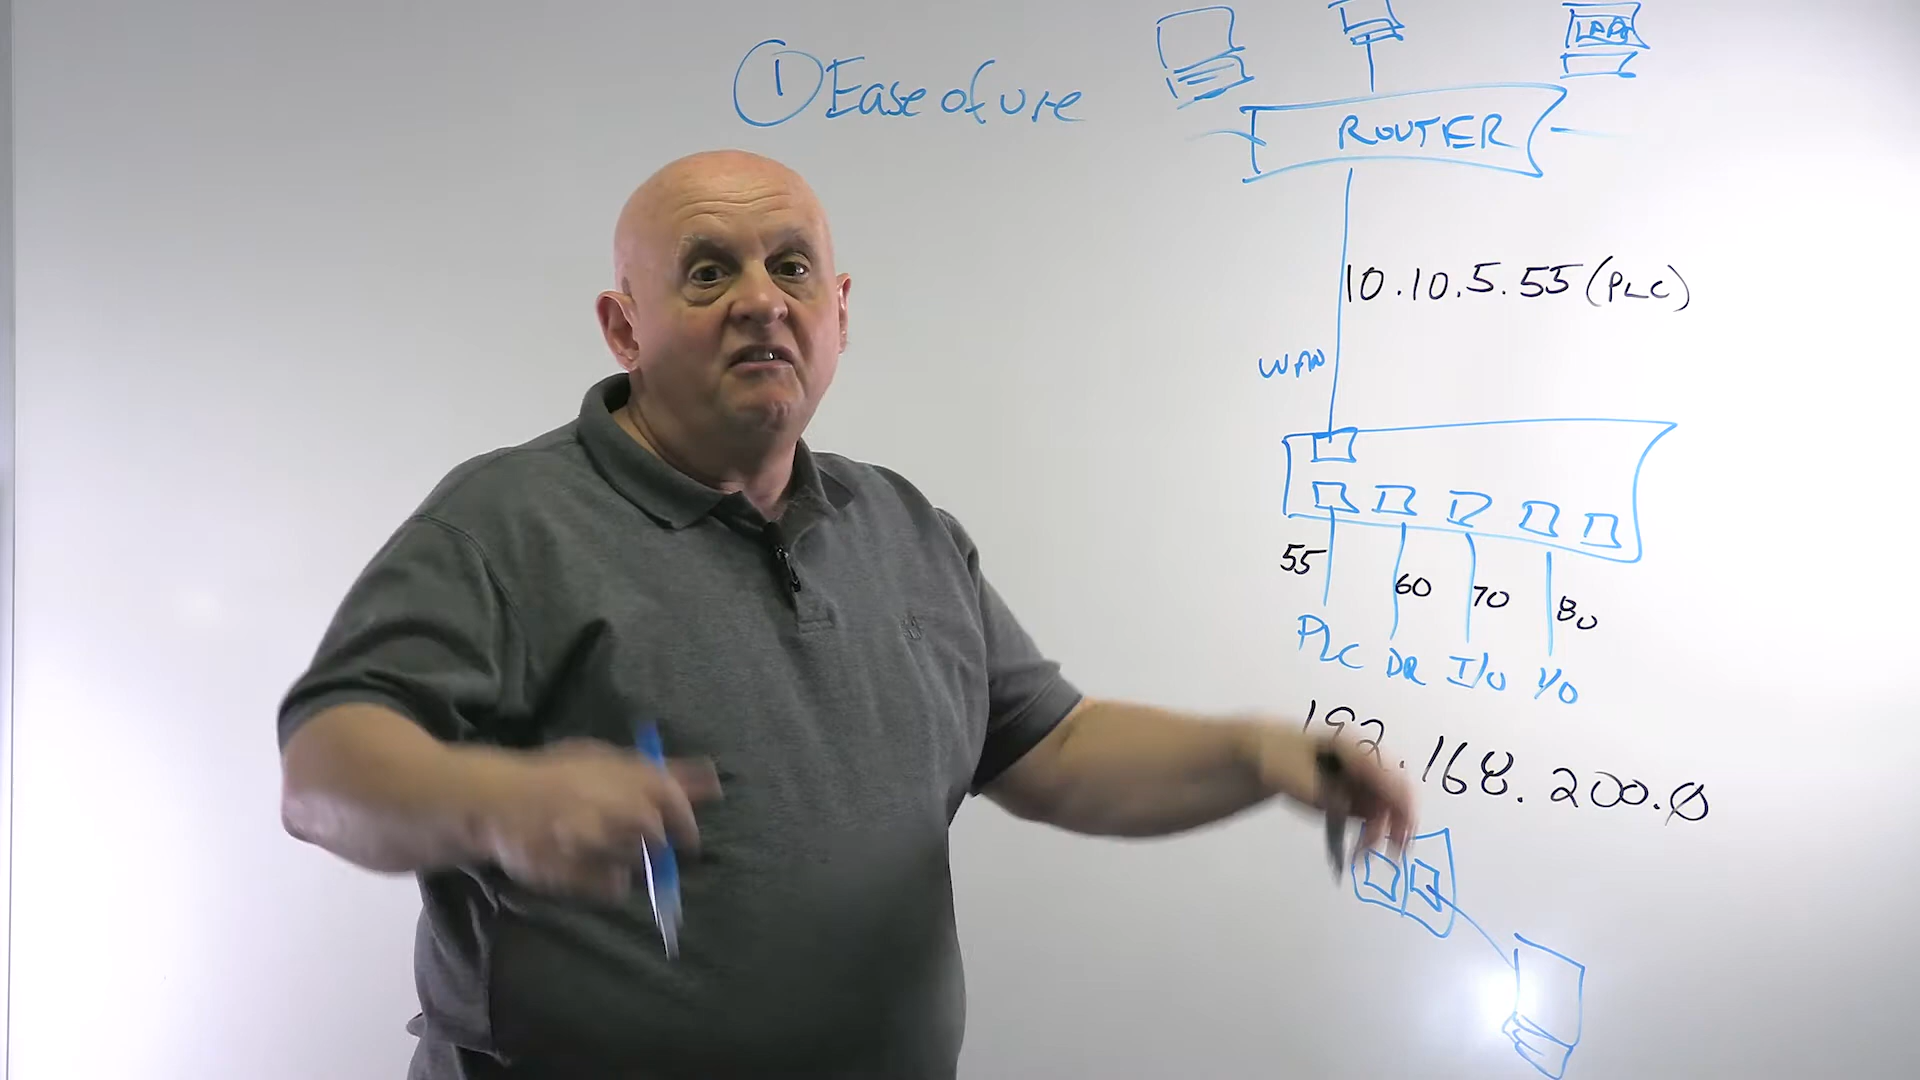 ① Ease of use
LAPT
ROUTER
10.10.5.55 (PLC)
WAN
55
60
70
80
PLC
DR
I/O
I/O
192.168.200.0